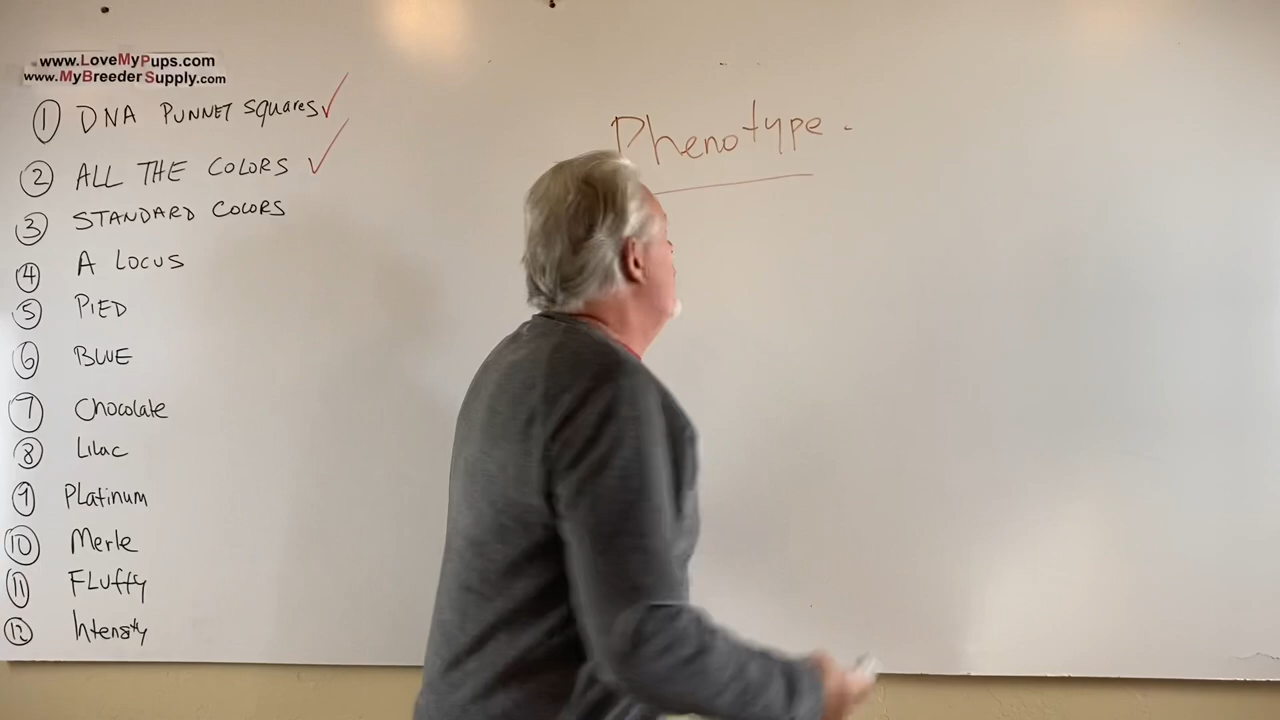 www.LoveMyPups.com
www.MyBreederSupply.com
1 DNA PUNNET Squares ✓
2 ALL THE COLORS ✓
3 STANDARD COLORS
4 A LOCUS
5 PIED
6 BLUE
7 Chocolate
8 Lilac
9 Platinum
10 Merle
11 FLuffy
12 Intensity
Phenotype.